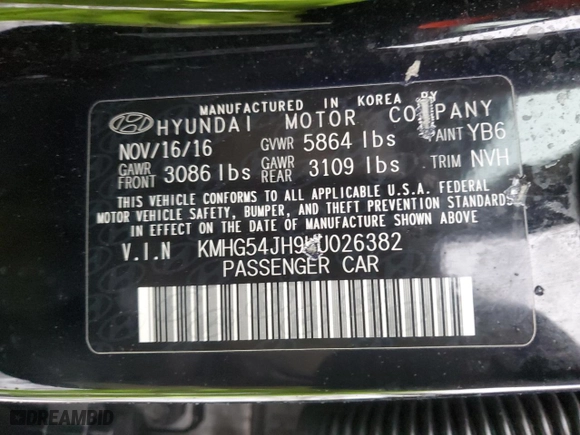 MANUFACTURED IN KOREA BY
HYUNDAI MOTOR COMPANY
NOV/16/16 GVWR 5864 lbs PAINT YB6
GAWR FRONT 3086 lbs GAWR REAR 3109 lbs TRIM NVH
THIS VEHICLE CONFORMS TO ALL APPLICABLE U.S.A. FEDERAL
MOTOR VEHICLE SAFETY, BUMPER, AND THEFT PREVENTION STANDARDS
IN EFFECT ON THE DATE OF MANUFACTURE SHOWN ABOVE.
V.I.N
PASSENGER CAR
DREAMBID